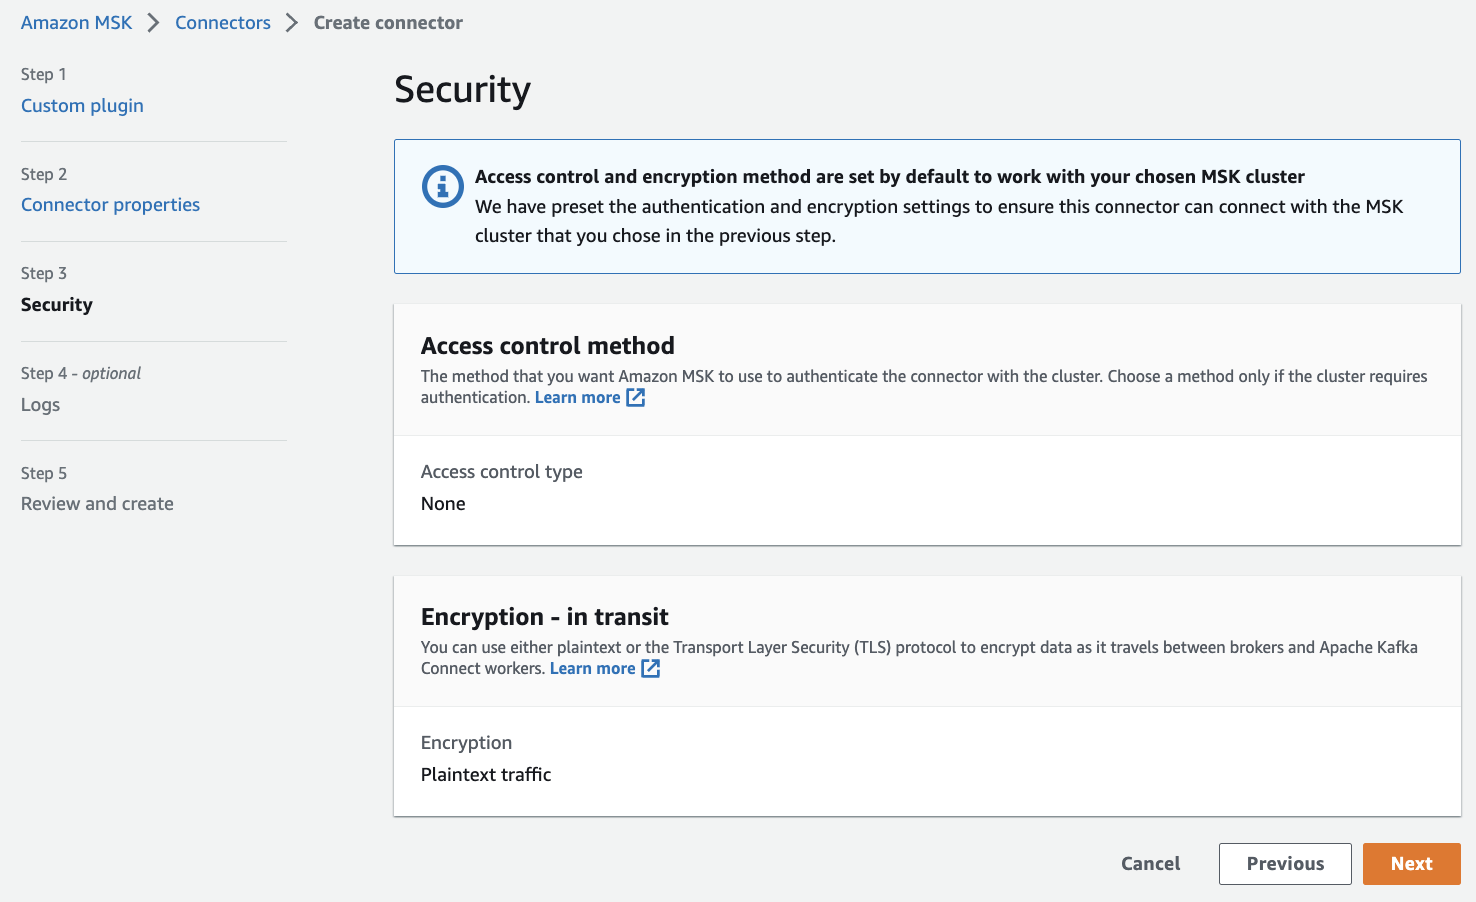 Amazon MSK > Connectors > Create connector
Step 1
Custom plugin
Step 2
Connector properties
Step 3
Security
Step 4 - optional
Logs
Step 5
Review and create
Security
Access control and encryption method are set by default to work with your chosen MSK cluster
We have preset the authentication and encryption settings to ensure this connector can connect with the MSK
cluster that you chose in the previous step.
Access control method
The method that you want Amazon MSK to use to authenticate the connector with the cluster. Choose a method only if the cluster requires
authentication. Learn more
Access control type
None
Encryption - in transit
You can use either plaintext or the Transport Layer Security (TLS) protocol to encrypt data as it travels between brokers and Apache Kafka
Connect workers. Learn more
Encryption
Plaintext traffic
Cancel Previous Next